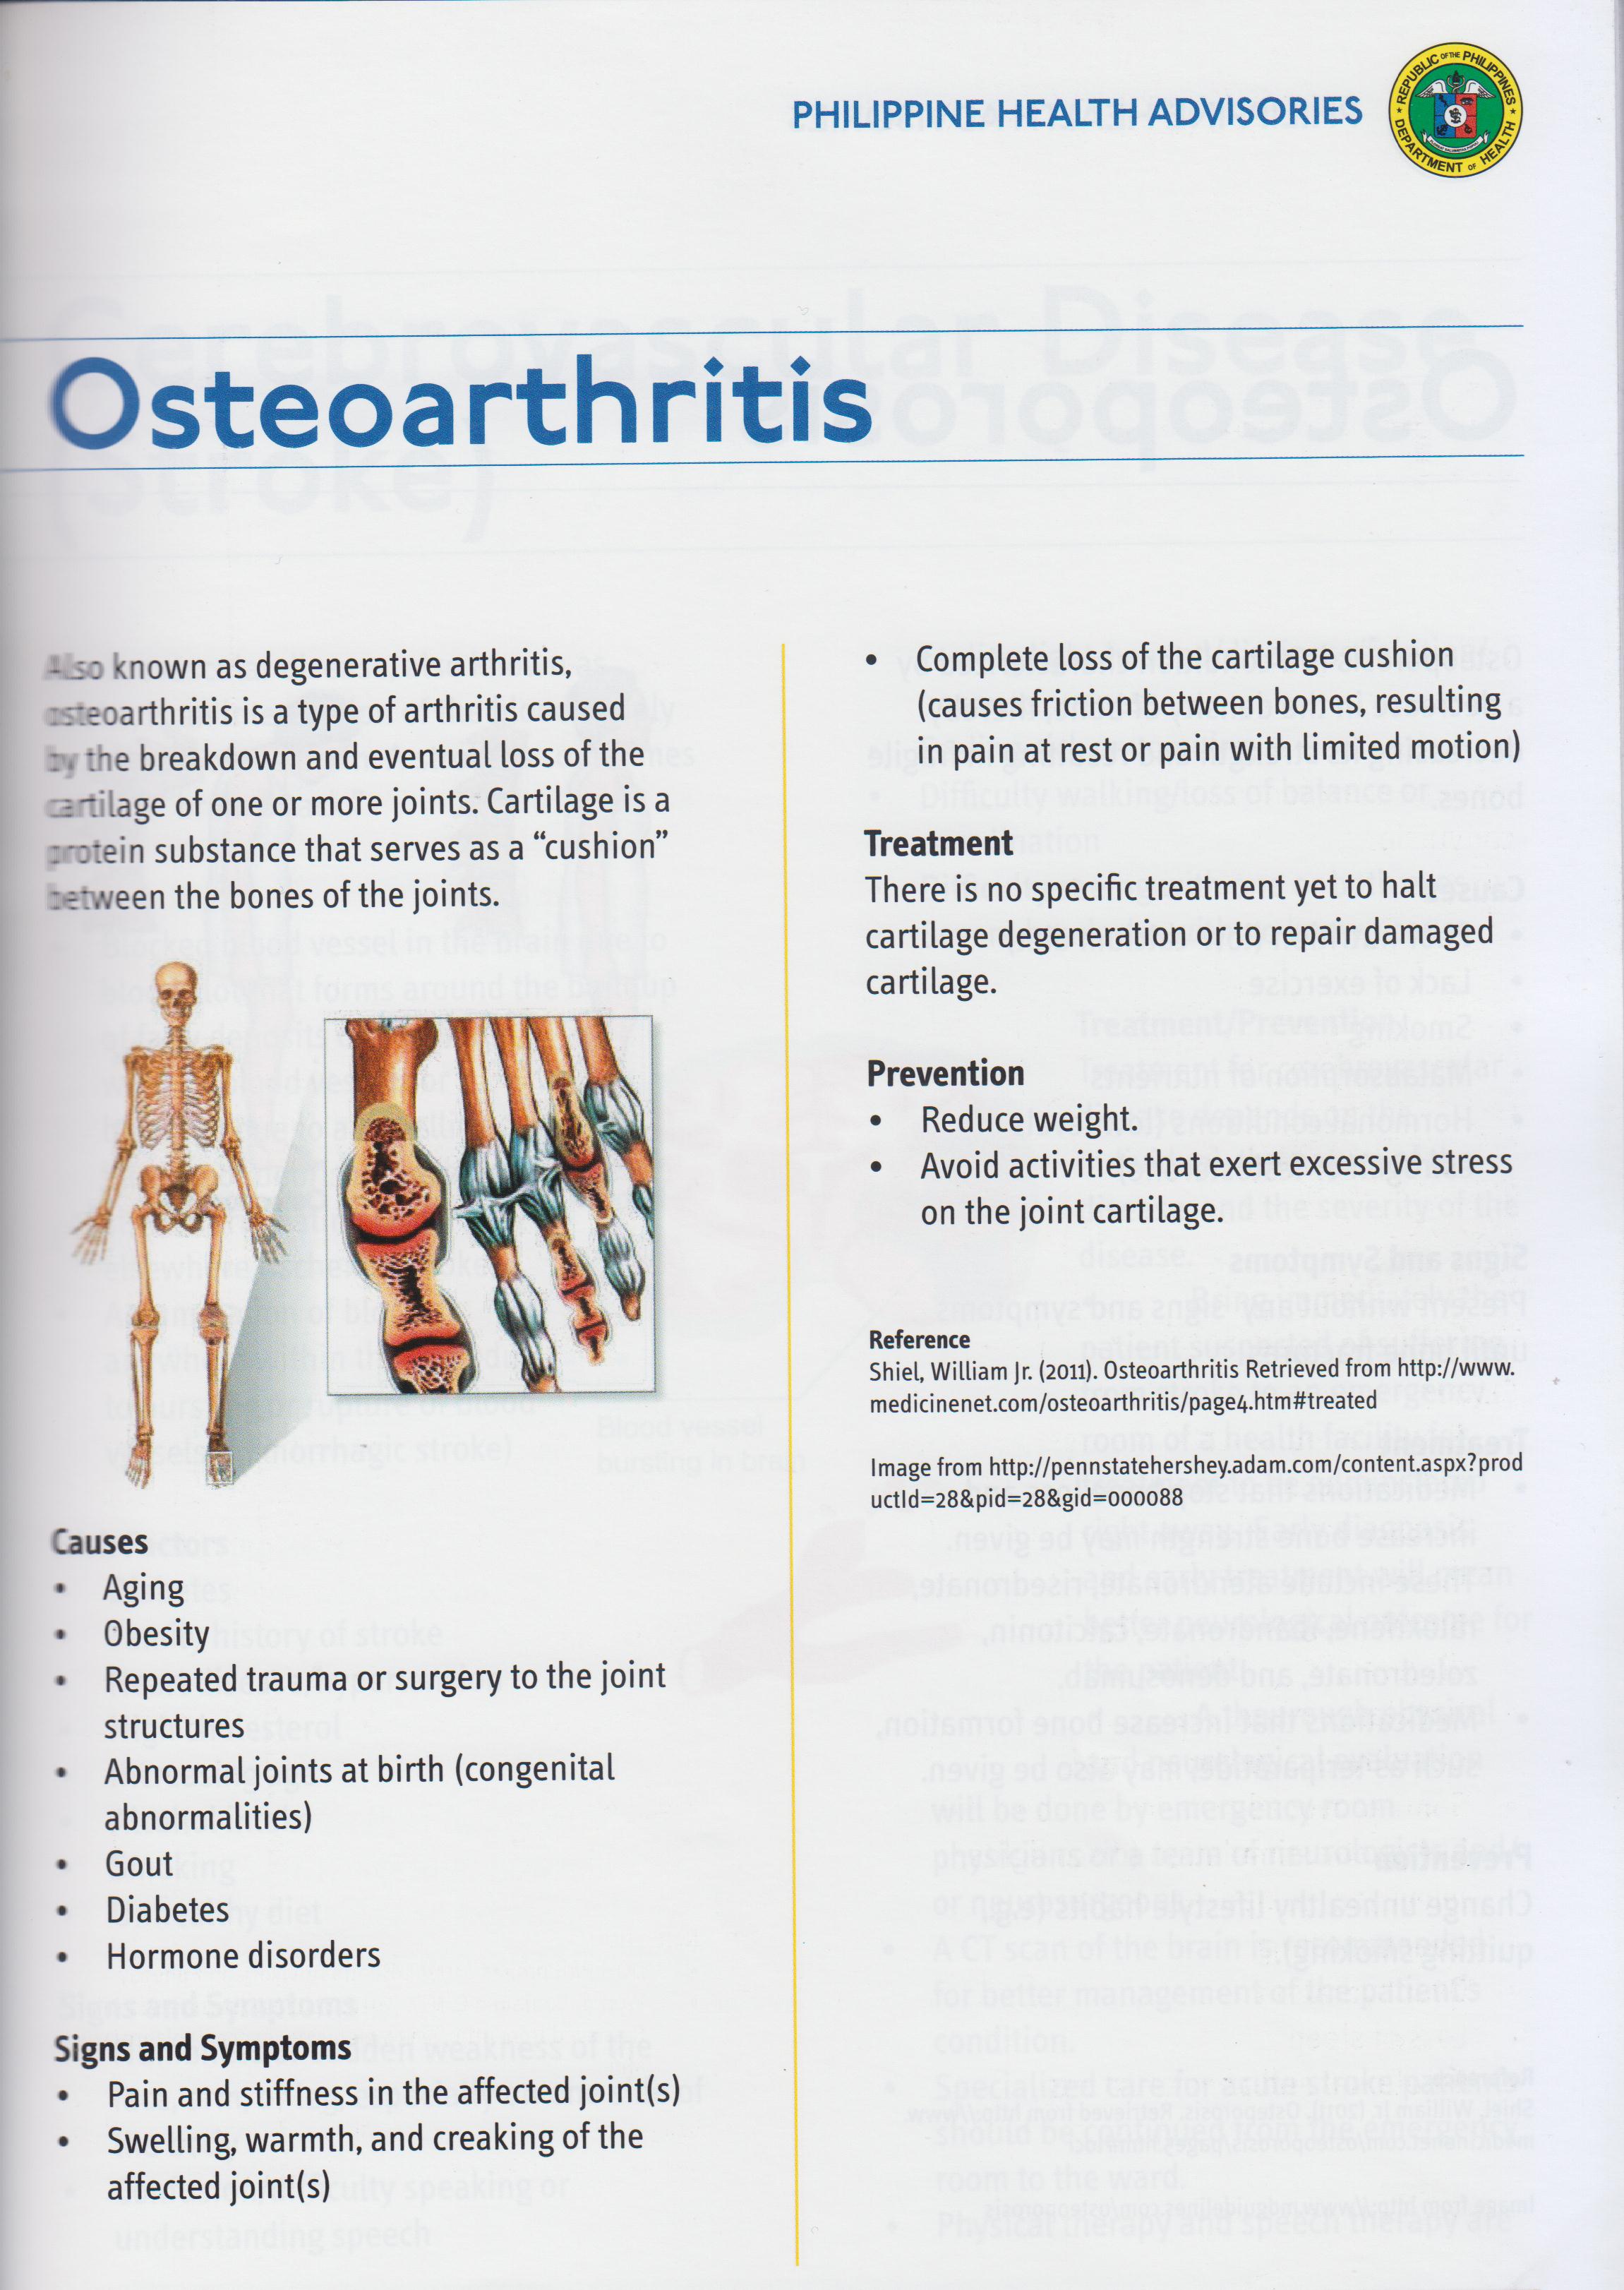 PHILIPPINE HEALTH ADVISORIES
REPUBLIC OF THE PHILIPPINES
DEPARTMENT OF HEALTH
Osteoarthritis
Also known as degenerative arthritis,
osteoarthritis is a type of arthritis caused
by the breakdown and eventual loss of the
cartilage of one or more joints. Cartilage is a
protein substance that serves as a “cushion”
between the bones of the joints.
Causes
• Aging
• Obesity
• Repeated trauma or surgery to the joint
structures
• Abnormal joints at birth (congenital
abnormalities)
• Gout
• Diabetes
• Hormone disorders
Signs and Symptoms
• Pain and stiffness in the affected joint(s)
• Swelling, warmth, and creaking of the
affected joint(s)
• Complete loss of the cartilage cushion
(causes friction between bones, resulting
in pain at rest or pain with limited motion)
Treatment
There is no specific treatment yet to halt
cartilage degeneration or to repair damaged
cartilage.
Prevention
• Reduce weight.
• Avoid activities that exert excessive stress
on the joint cartilage.
Reference
Shiel, William Jr. (2011). Osteoarthritis Retrieved from http://www.
medicinenet.com/osteoarthritis/page4.htm#treated
Image from http://pennstatehershey.adam.com/content.aspx?prod
uctId=28&pid=28&gid=000088